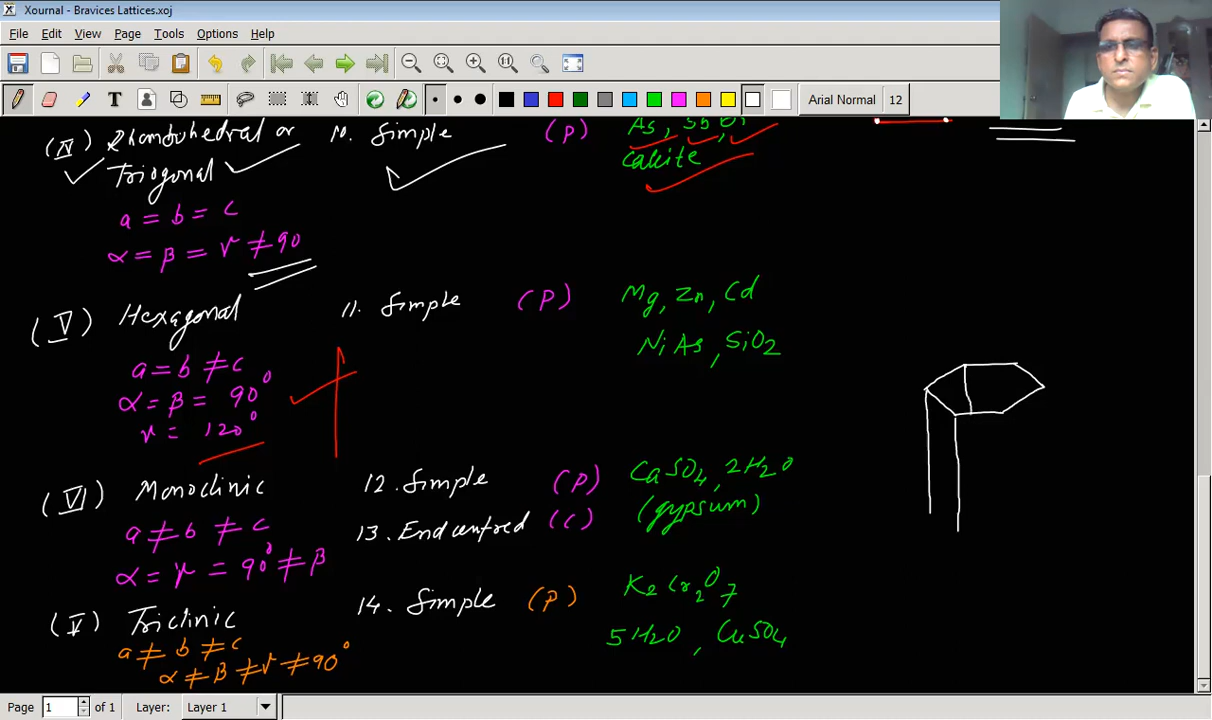 Xournal - Bravices Lattices.xoj
File Edit View Page Tools Options Help
Arial Normal 12
(IV) Rhombohedral or 10. Simple (P) As, Sb, Bi
Trigonal calcite
a = b = c
α = β = γ ≠ 90
(V) Hexagonal 11. Simple (P) Mg, Zn, Cd
NiAs, SiO2
a = b ≠ c
α = β = 90°
γ = 120°
(VI) Monoclinic 12. Simple (P) CaSO4, 2H2O
a ≠ b ≠ c 13. End centred (C) (gypsum)
α = γ = 90° ≠ β
(V) Triclinic 14. Simple (P) K2Cr2O7
a ≠ b ≠ c 5H2O, CuSO4
α ≠ β ≠ γ ≠ 90°
Page 1 of 1 Layer: Layer 1